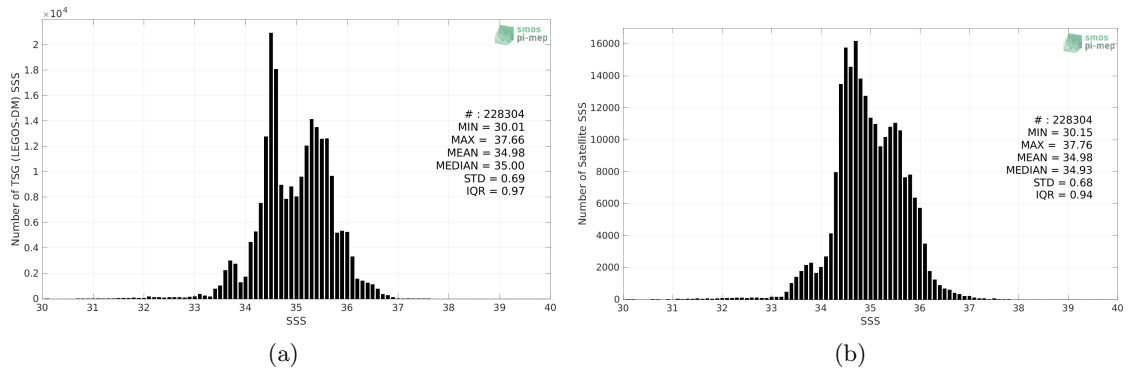 ×10⁴
2
1.8
1.6
1.4
1.2
1
0.8
0.6
0.4
0.2
0
Number of TSG (LEGOS-DM) SSS
30 31 32 33 34 35 36 37 38 39 40
SSS
smos
pi-mep
# : 228304
MIN = 30.01
MAX = 37.66
MEAN = 34.98
MEDIAN = 35.00
STD = 0.69
IQR = 0.97
(a)
16000
14000
12000
10000
8000
6000
4000
2000
0
Number of Satellite SSS
30 31 32 33 34 35 36 37 38 39 40
SSS
smos
pi-mep
# : 228304
MIN = 30.15
MAX = 37.76
MEAN = 34.98
MEDIAN = 34.93
STD = 0.68
IQR = 0.94
(b)